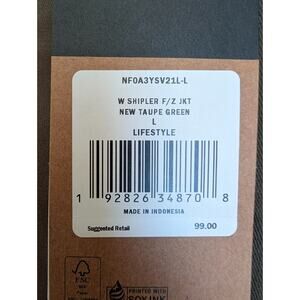 NF0A3YSV21L-L
W SHIPLER F/Z JKT
NEW TAUPE GREEN
L
LIFESTYLE
1 92826 34870 8
MADE IN INDONESIA
Suggested Retail 99.00
FSC
PRINTED WITH
SOY INK